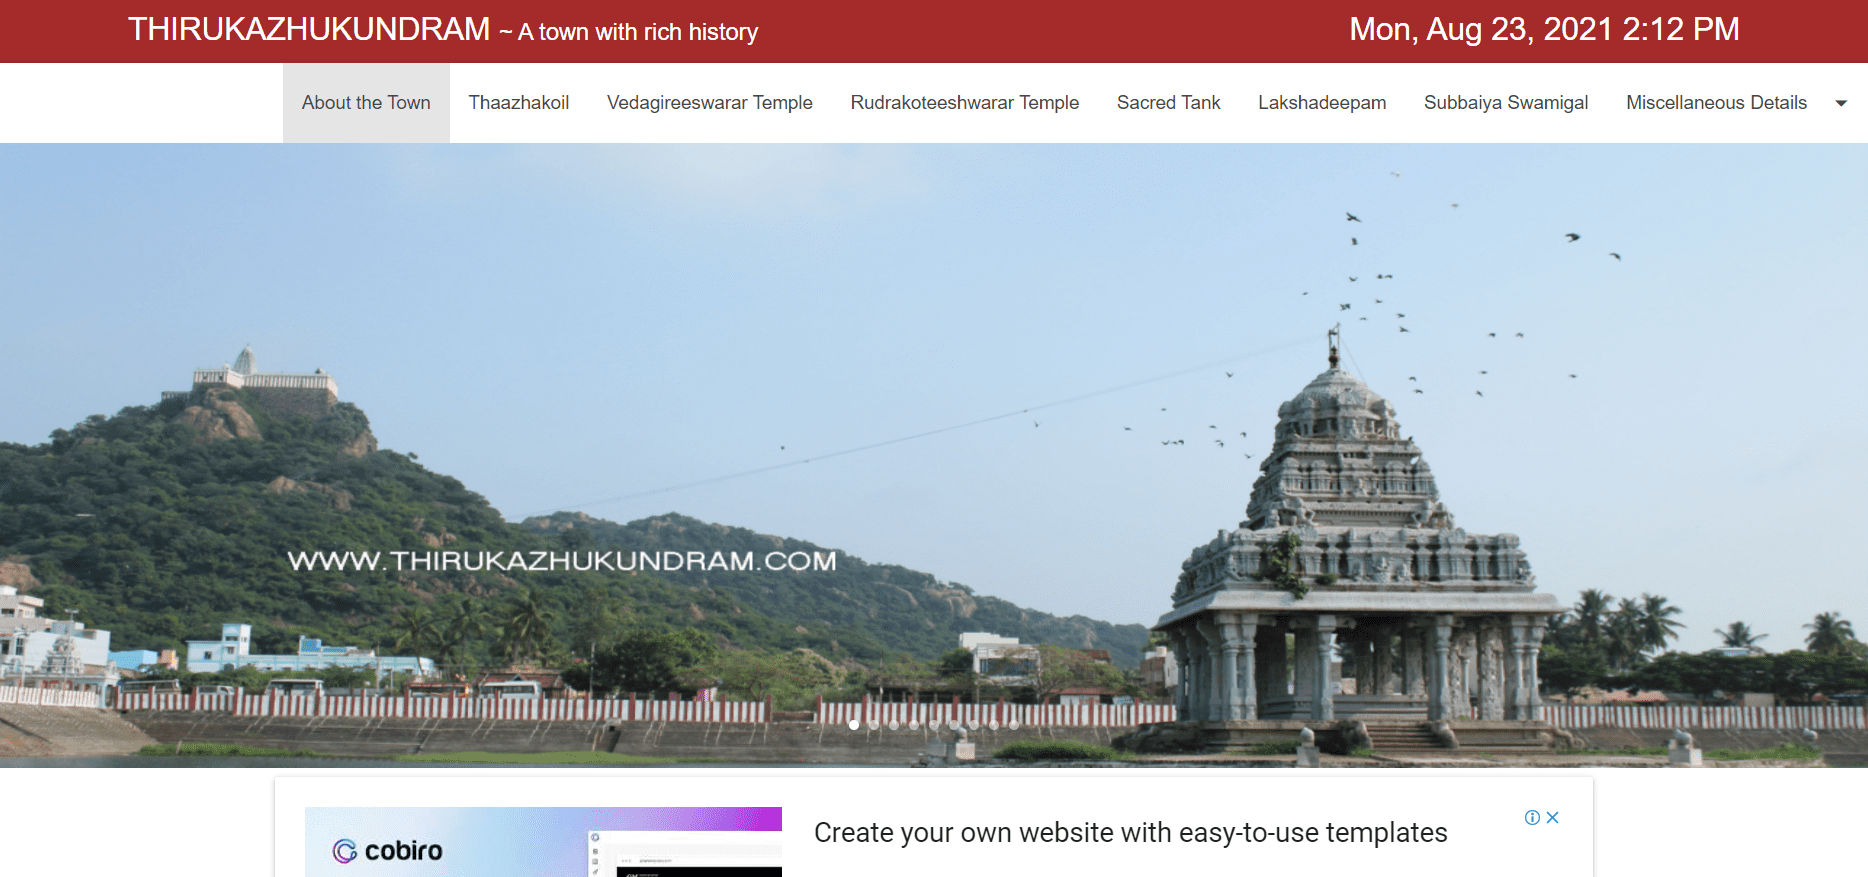 THIRUKAZHUKUNDRAM ~ A town with rich history
Mon, Aug 23, 2021 2:12 PM
About the Town Thaazhakoil Vedagireeswarar Temple Rudrakoteeshwarar Temple Sacred Tank Lakshadeepam Subbaiya Swamigal Miscellaneous Details
WWW.THIRUKAZHUKUNDRAM.COM
cobiro
Create your own website with easy-to-use templates